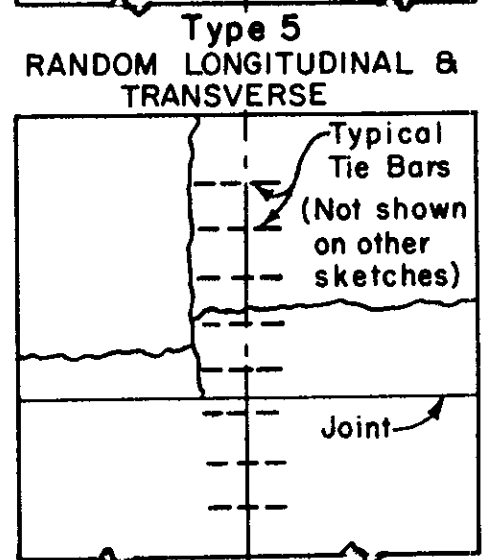 Type 5
RANDOM LONGITUDINAL &
TRANSVERSE
Typical
Tie Bars
(Not shown
on other
sketches)
Joint